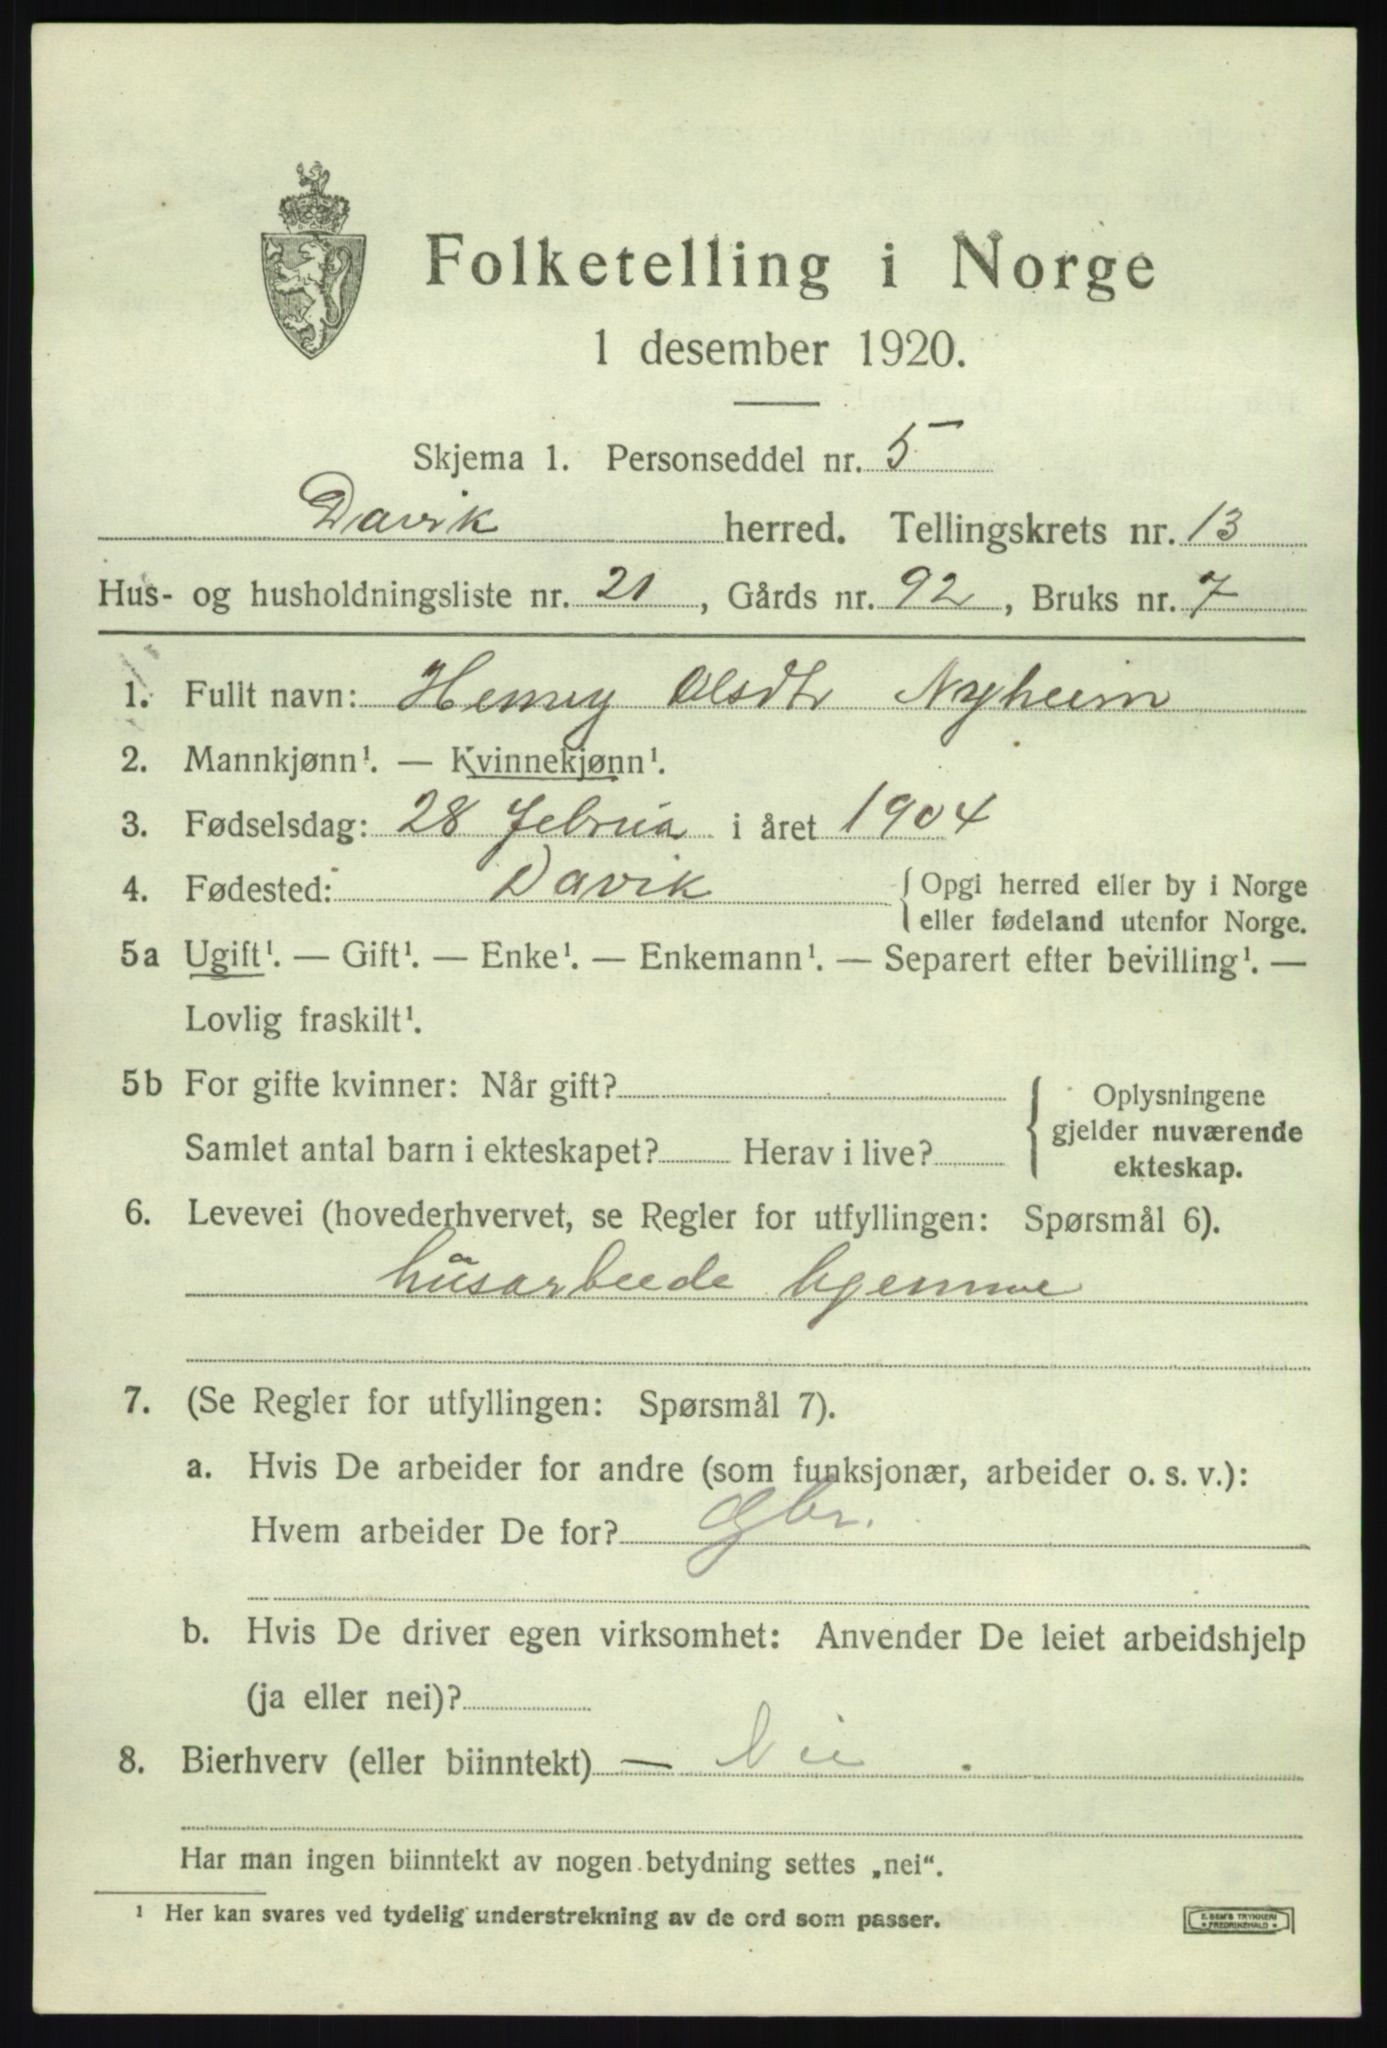 Folketelling i Norge
1 desember 1920.
Skjema 1. Personseddel nr. 5
Davik herred. Tellingskrets nr. 13
Hus- og husholdningsliste nr. 21, Gårds nr. 92, Bruks nr. 7
1. Fullt navn: Henny Olsdtr Nyheim
2. Mannkjønn¹. — Kvinnekjønn¹.
3. Fødselsdag: 28 Februa i året 1904
4. Fødested: Davik {Opgi herred eller by i Norge
eller fødeland utenfor Norge.
5a Ugift¹. — Gift¹. — Enke¹. — Enkemann¹. — Separert efter bevilling¹. —
Lovlig fraskilt¹.
5b For gifte kvinner: Når gift?
Samlet antal barn i ekteskapet? Herav i live?
{ Oplysningene
gjelder nuværende
ekteskap.
6. Levevei (hovederhvervet, se Regler for utfyllingen: Spørsmål 6).
husarbeide hjemme
7. (Se Regler for utfyllingen: Spørsmål 7).
a. Hvis De arbeider for andre (som funksjonær, arbeider o. s. v.):
Hvem arbeider De for? Gbr.
b. Hvis De driver egen virksomhet: Anvender De leiet arbeidshjelp
(ja eller nei)?
8. Bierhverv (eller biinntekt) — Nei .
Har man ingen biinntekt av nogen betydning settes „nei“.
¹ Her kan svares ved tydelig understrekning av de ord som passer.
E. SEM'S TRYKKERI
* FREDRIKSHALD *